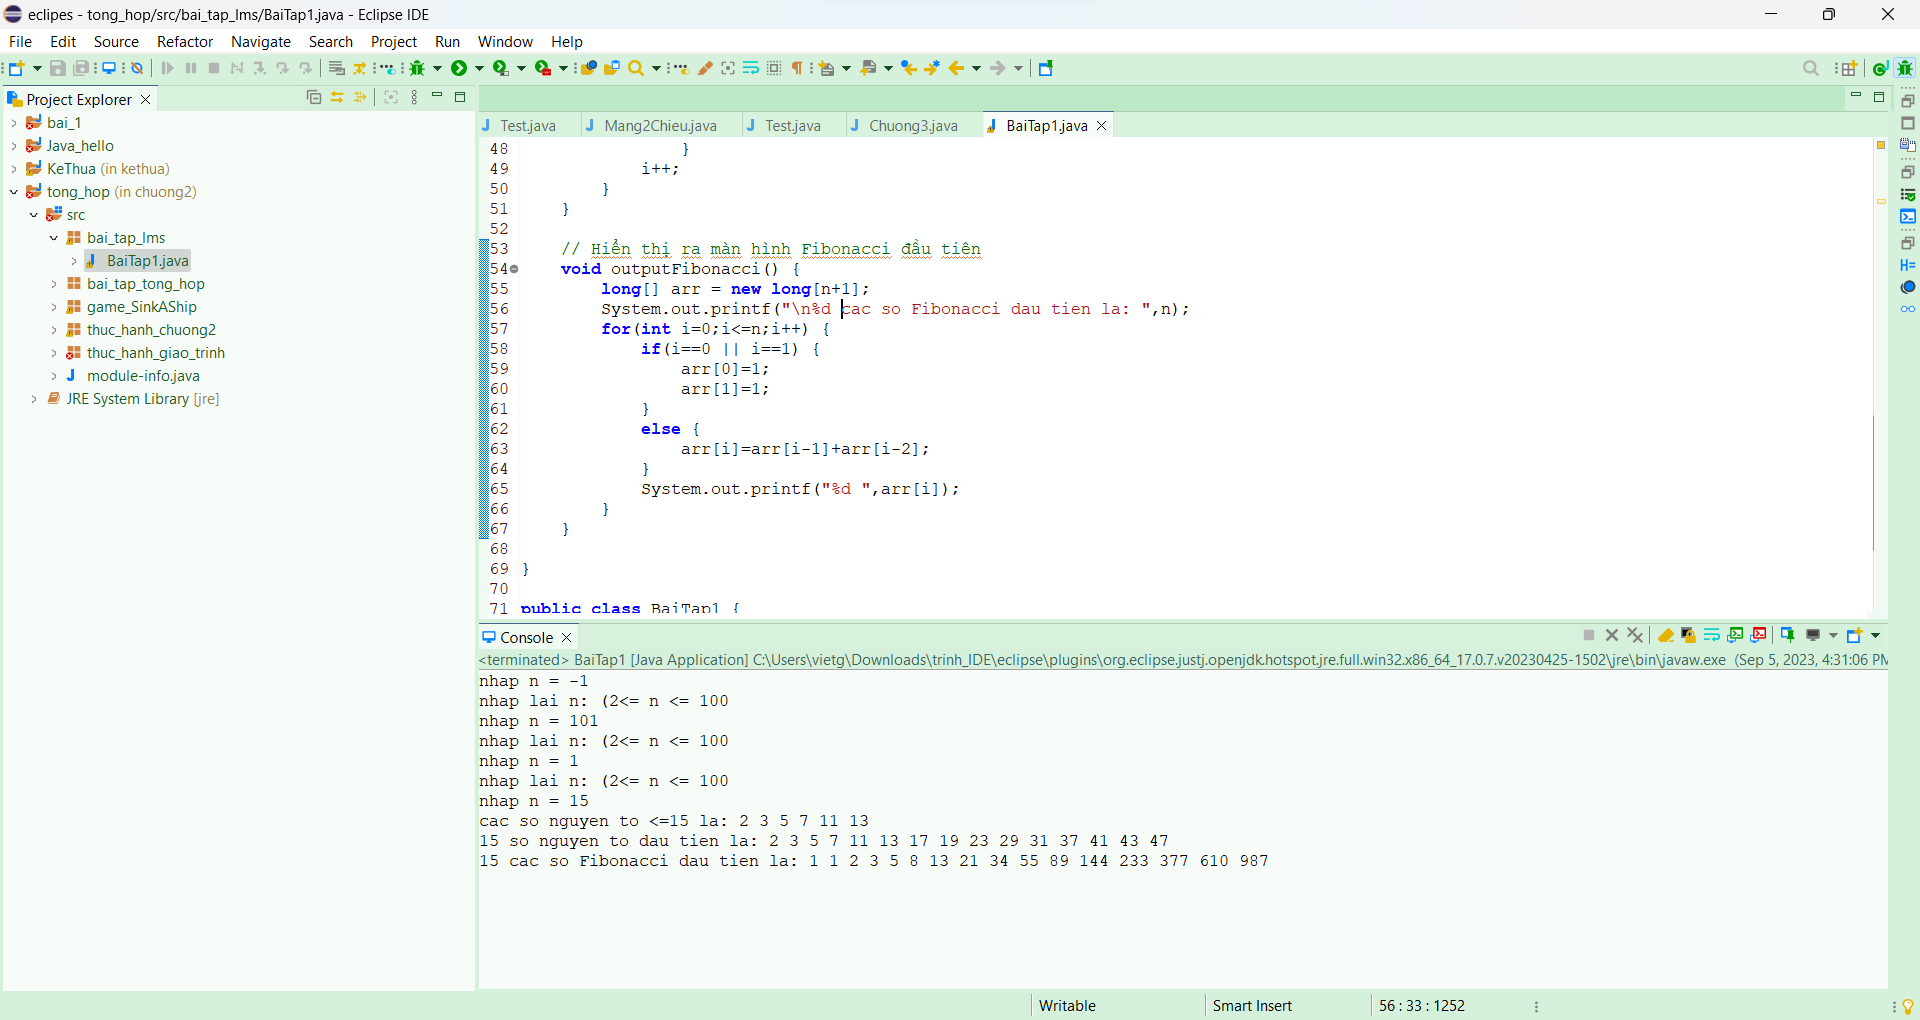 eclipes - tong_hop/src/bai_tap_lms/BaiTap1.java - Eclipse IDE
File Edit Source Refactor Navigate Search Project Run Window Help
Project Explorer
bai_1
Java_hello
KeThua (in kethua)
tong_hop (in chuong2)
src
bai_tap_lms
BaiTap1.java
bai_tap_tong_hop
game_SinkAShip
thuc_hanh_chuong2
thuc_hanh_giao_trinh
module-info.java
JRE System Library [jre]
Test.java Mang2Chieu.java Test.java Chuong3.java BaiTap1.java
48 }
49 i++;
50 }
51 }
52
53 // Hiển thị ra màn hình Fibonacci đầu tiên
54 void outputFibonacci() {
55 long[] arr = new long[n+1];
56 System.out.printf("\n%d cac so Fibonacci dau tien la: ",n);
57 for(int i=0;i<=n;i++) {
58 if(i==0 || i==1) {
59 arr[0]=1;
60 arr[1]=1;
61 }
62 else {
63 arr[i]=arr[i-1]+arr[i-2];
64 }
65 System.out.printf("%d ",arr[i]);
66 }
67 }
68
69 }
70
71 public class BaiTap1 {
Console
<terminated> BaiTap1 [Java Application] C:\Users\vietg\Downloads\trinh_IDE\eclipse\plugins\org.eclipse.justj.openjdk.hotspot.jre.full.win32.x86_64_17.0.7.v20230425-1502\jre\bin\javaw.exe (Sep 5, 2023, 4:31:06 PM
nhap n = -1
nhap lai n: (2<= n <= 100
nhap n = 101
nhap lai n: (2<= n <= 100
nhap n = 1
nhap lai n: (2<= n <= 100
nhap n = 15
cac so nguyen to <=15 la: 2 3 5 7 11 13
15 so nguyen to dau tien la: 2 3 5 7 11 13 17 19 23 29 31 37 41 43 47
15 cac so Fibonacci dau tien la: 1 1 2 3 5 8 13 21 34 55 89 144 233 377 610 987
Writable Smart Insert 56 : 33 : 1252